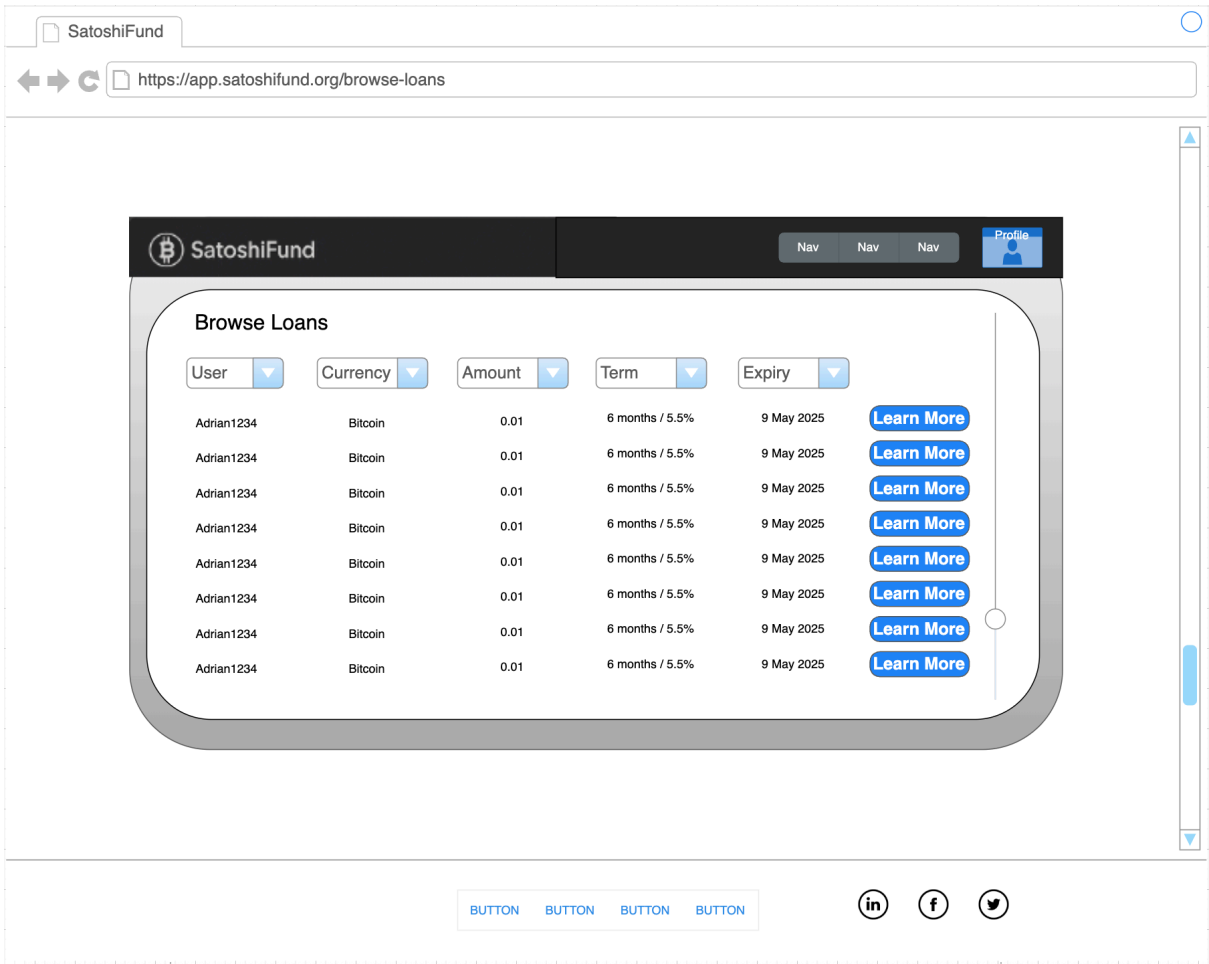 SatoshiFund
https://app.satoshifund.org/browse-loans
SatoshiFund
Nav Nav Nav
Profile
Browse Loans
User Currency Amount Term Expiry
Adrian1234 Bitcoin 0.01 6 months / 5.5% 9 May 2025 Learn More
Adrian1234 Bitcoin 0.01 6 months / 5.5% 9 May 2025 Learn More
Adrian1234 Bitcoin 0.01 6 months / 5.5% 9 May 2025 Learn More
Adrian1234 Bitcoin 0.01 6 months / 5.5% 9 May 2025 Learn More
Adrian1234 Bitcoin 0.01 6 months / 5.5% 9 May 2025 Learn More
Adrian1234 Bitcoin 0.01 6 months / 5.5% 9 May 2025 Learn More
Adrian1234 Bitcoin 0.01 6 months / 5.5% 9 May 2025 Learn More
Adrian1234 Bitcoin 0.01 6 months / 5.5% 9 May 2025 Learn More
BUTTON BUTTON BUTTON BUTTON
in f